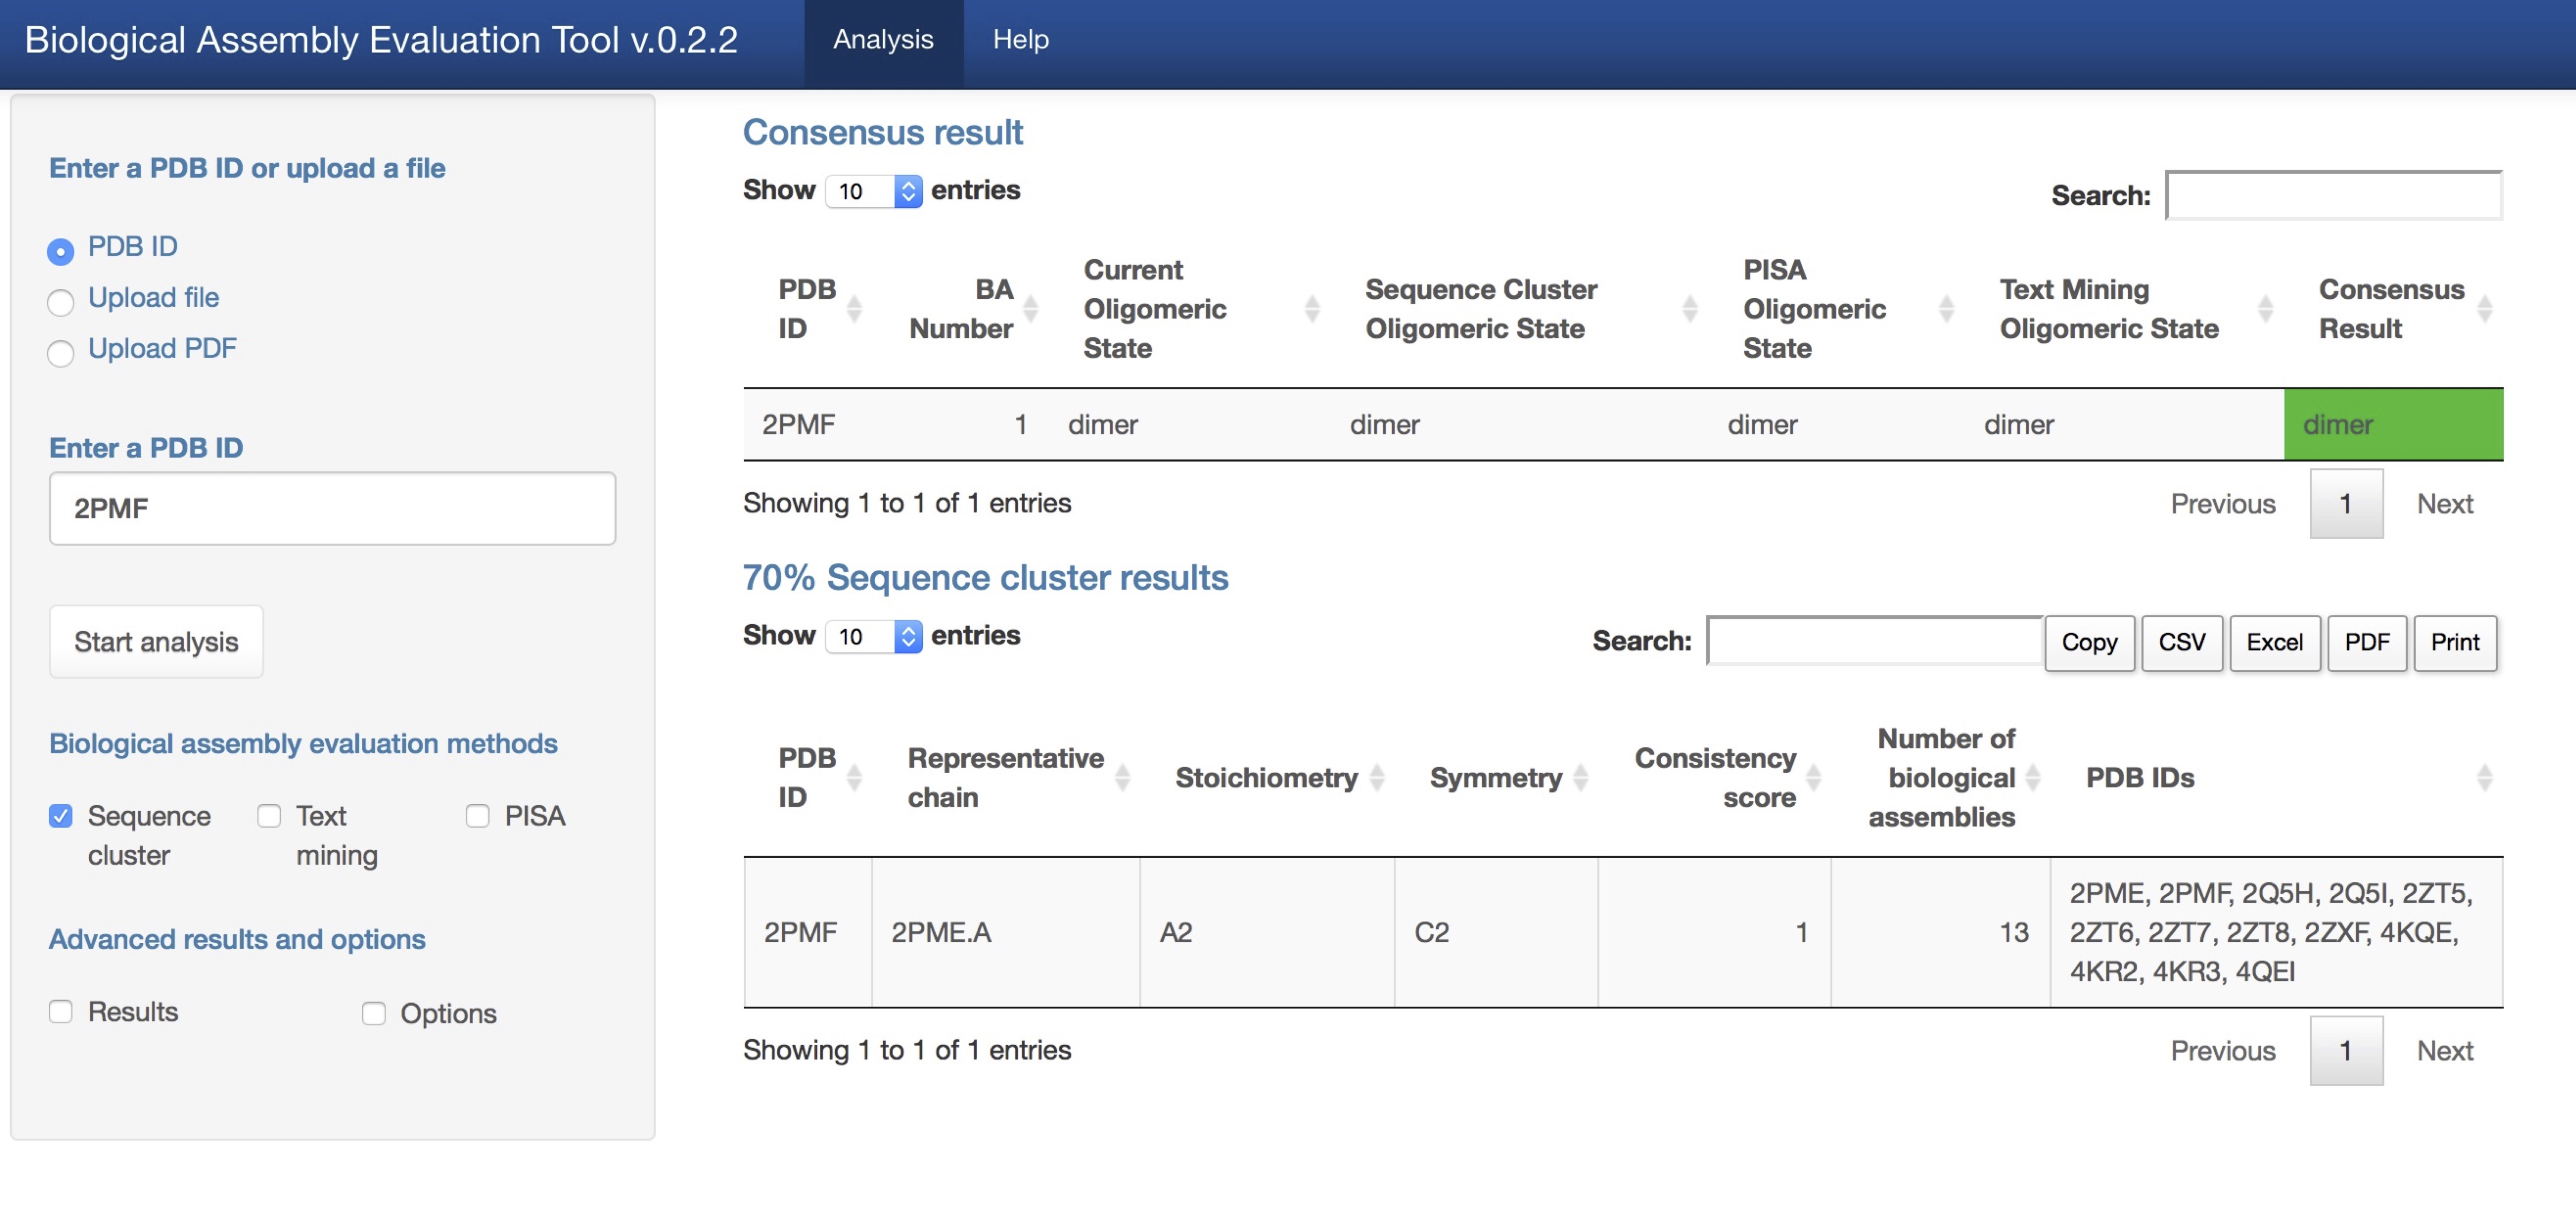 Biological Assembly Evaluation Tool v.0.2.2 Analysis Help
Enter a PDB ID or upload a file
PDB ID
Upload file
Upload PDF
Enter a PDB ID
2PMF
Start analysis
Biological assembly evaluation methods
Sequence cluster
Text mining
PISA
Advanced results and options
Results Options
Consensus result
Show 10 entries
Search:
PDB ID
BA Number
Current Oligomeric State
Sequence Cluster Oligomeric State
PISA Oligomeric State
Text Mining Oligomeric State
Consensus Result
2PMF 1 dimer dimer dimer dimer dimer
Showing 1 to 1 of 1 entries
Previous 1 Next
70% Sequence cluster results
Show 10 entries
Search: Copy CSV Excel PDF Print
PDB ID
Representative chain
Stoichiometry
Symmetry
Consistency score
Number of biological assemblies
PDB IDs
2PMF 2PME.A A2 C2 1 13
2PME, 2PMF, 2Q5H, 2Q5I, 2ZT5,
2ZT6, 2ZT7, 2ZT8, 2ZXF, 4KQE,
4KR2, 4KR3, 4QEI
Showing 1 to 1 of 1 entries
Previous 1 Next